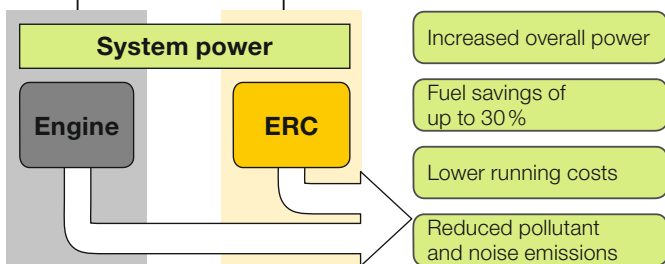 System power
Engine
ERC
Increased overall power
Fuel savings of
up to 30%
Lower running costs
Reduced pollutant
and noise emissions